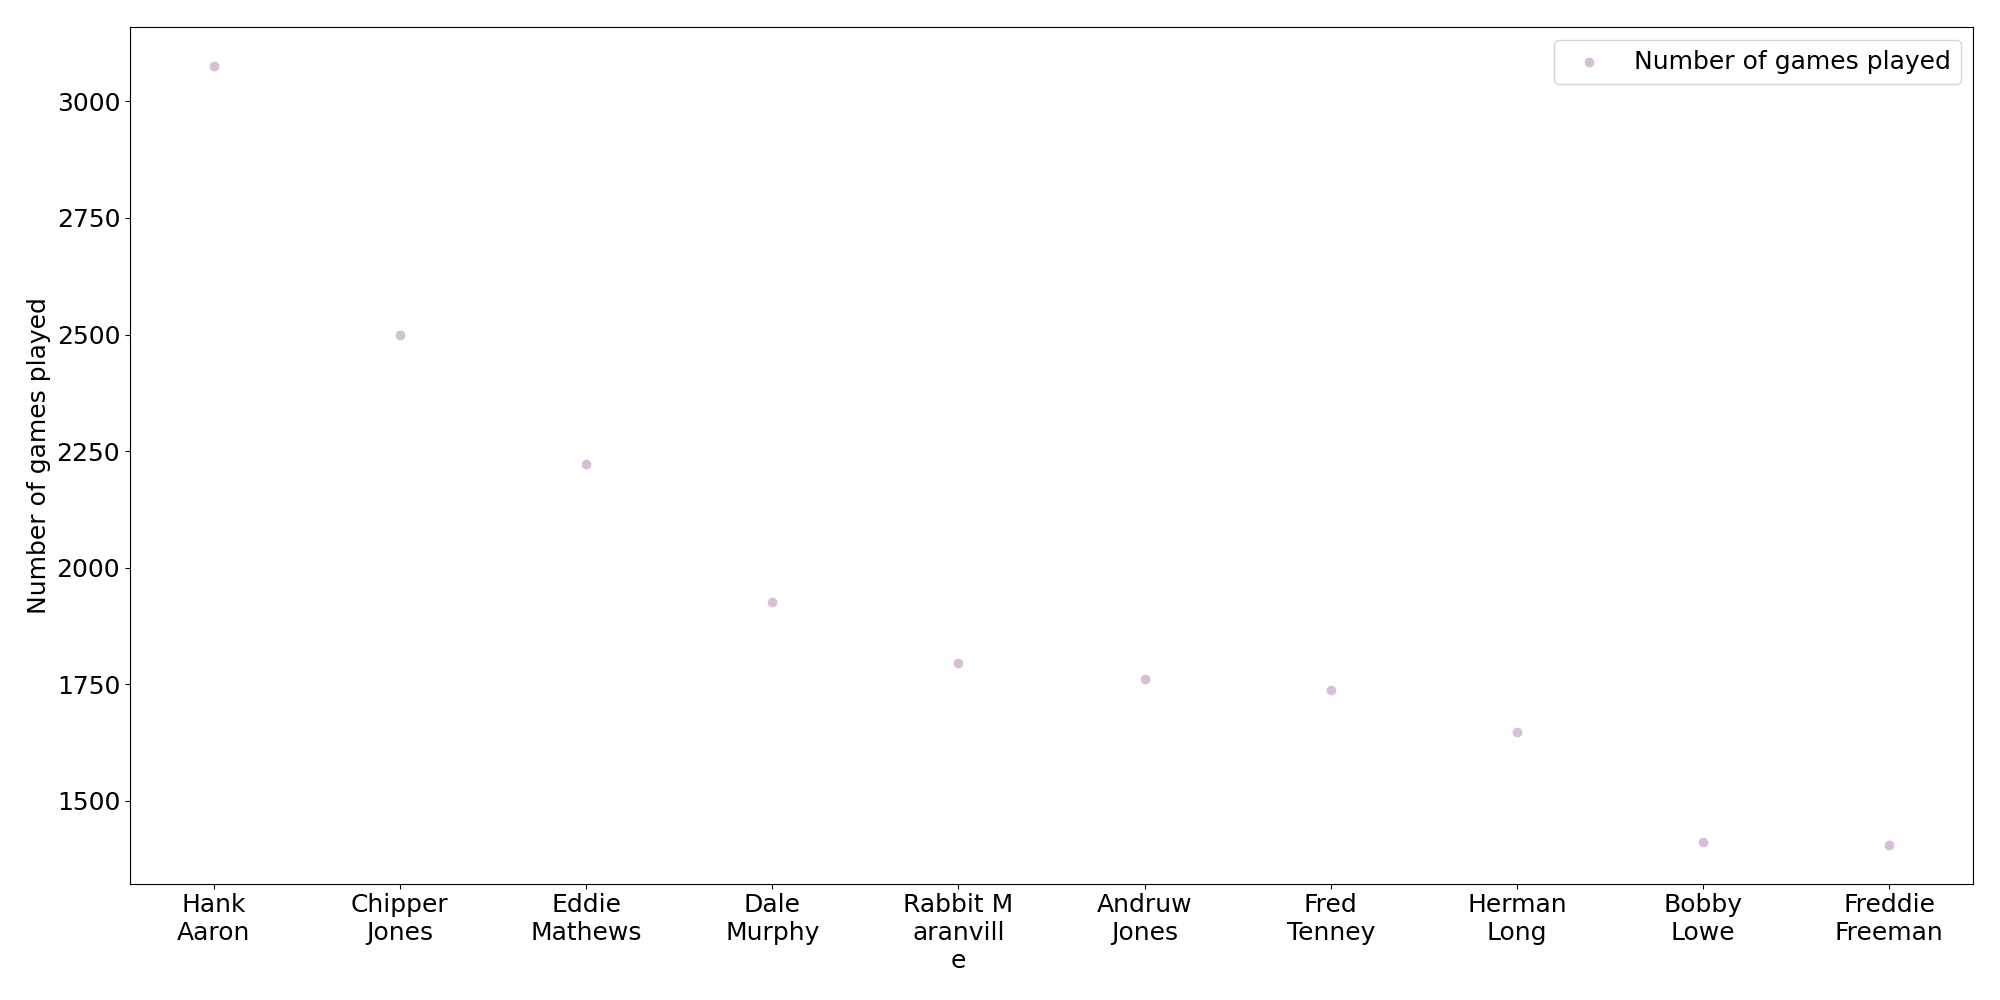 Number of games played
3000
2750
2500
2250
2000
1750
1500
Number of games played
Hank
Aaron
Chipper
Jones
Eddie
Mathews
Dale
Murphy
Rabbit M
aranvill
e
Andruw
Jones
Fred
Tenney
Herman
Long
Bobby
Lowe
Freddie
Freeman